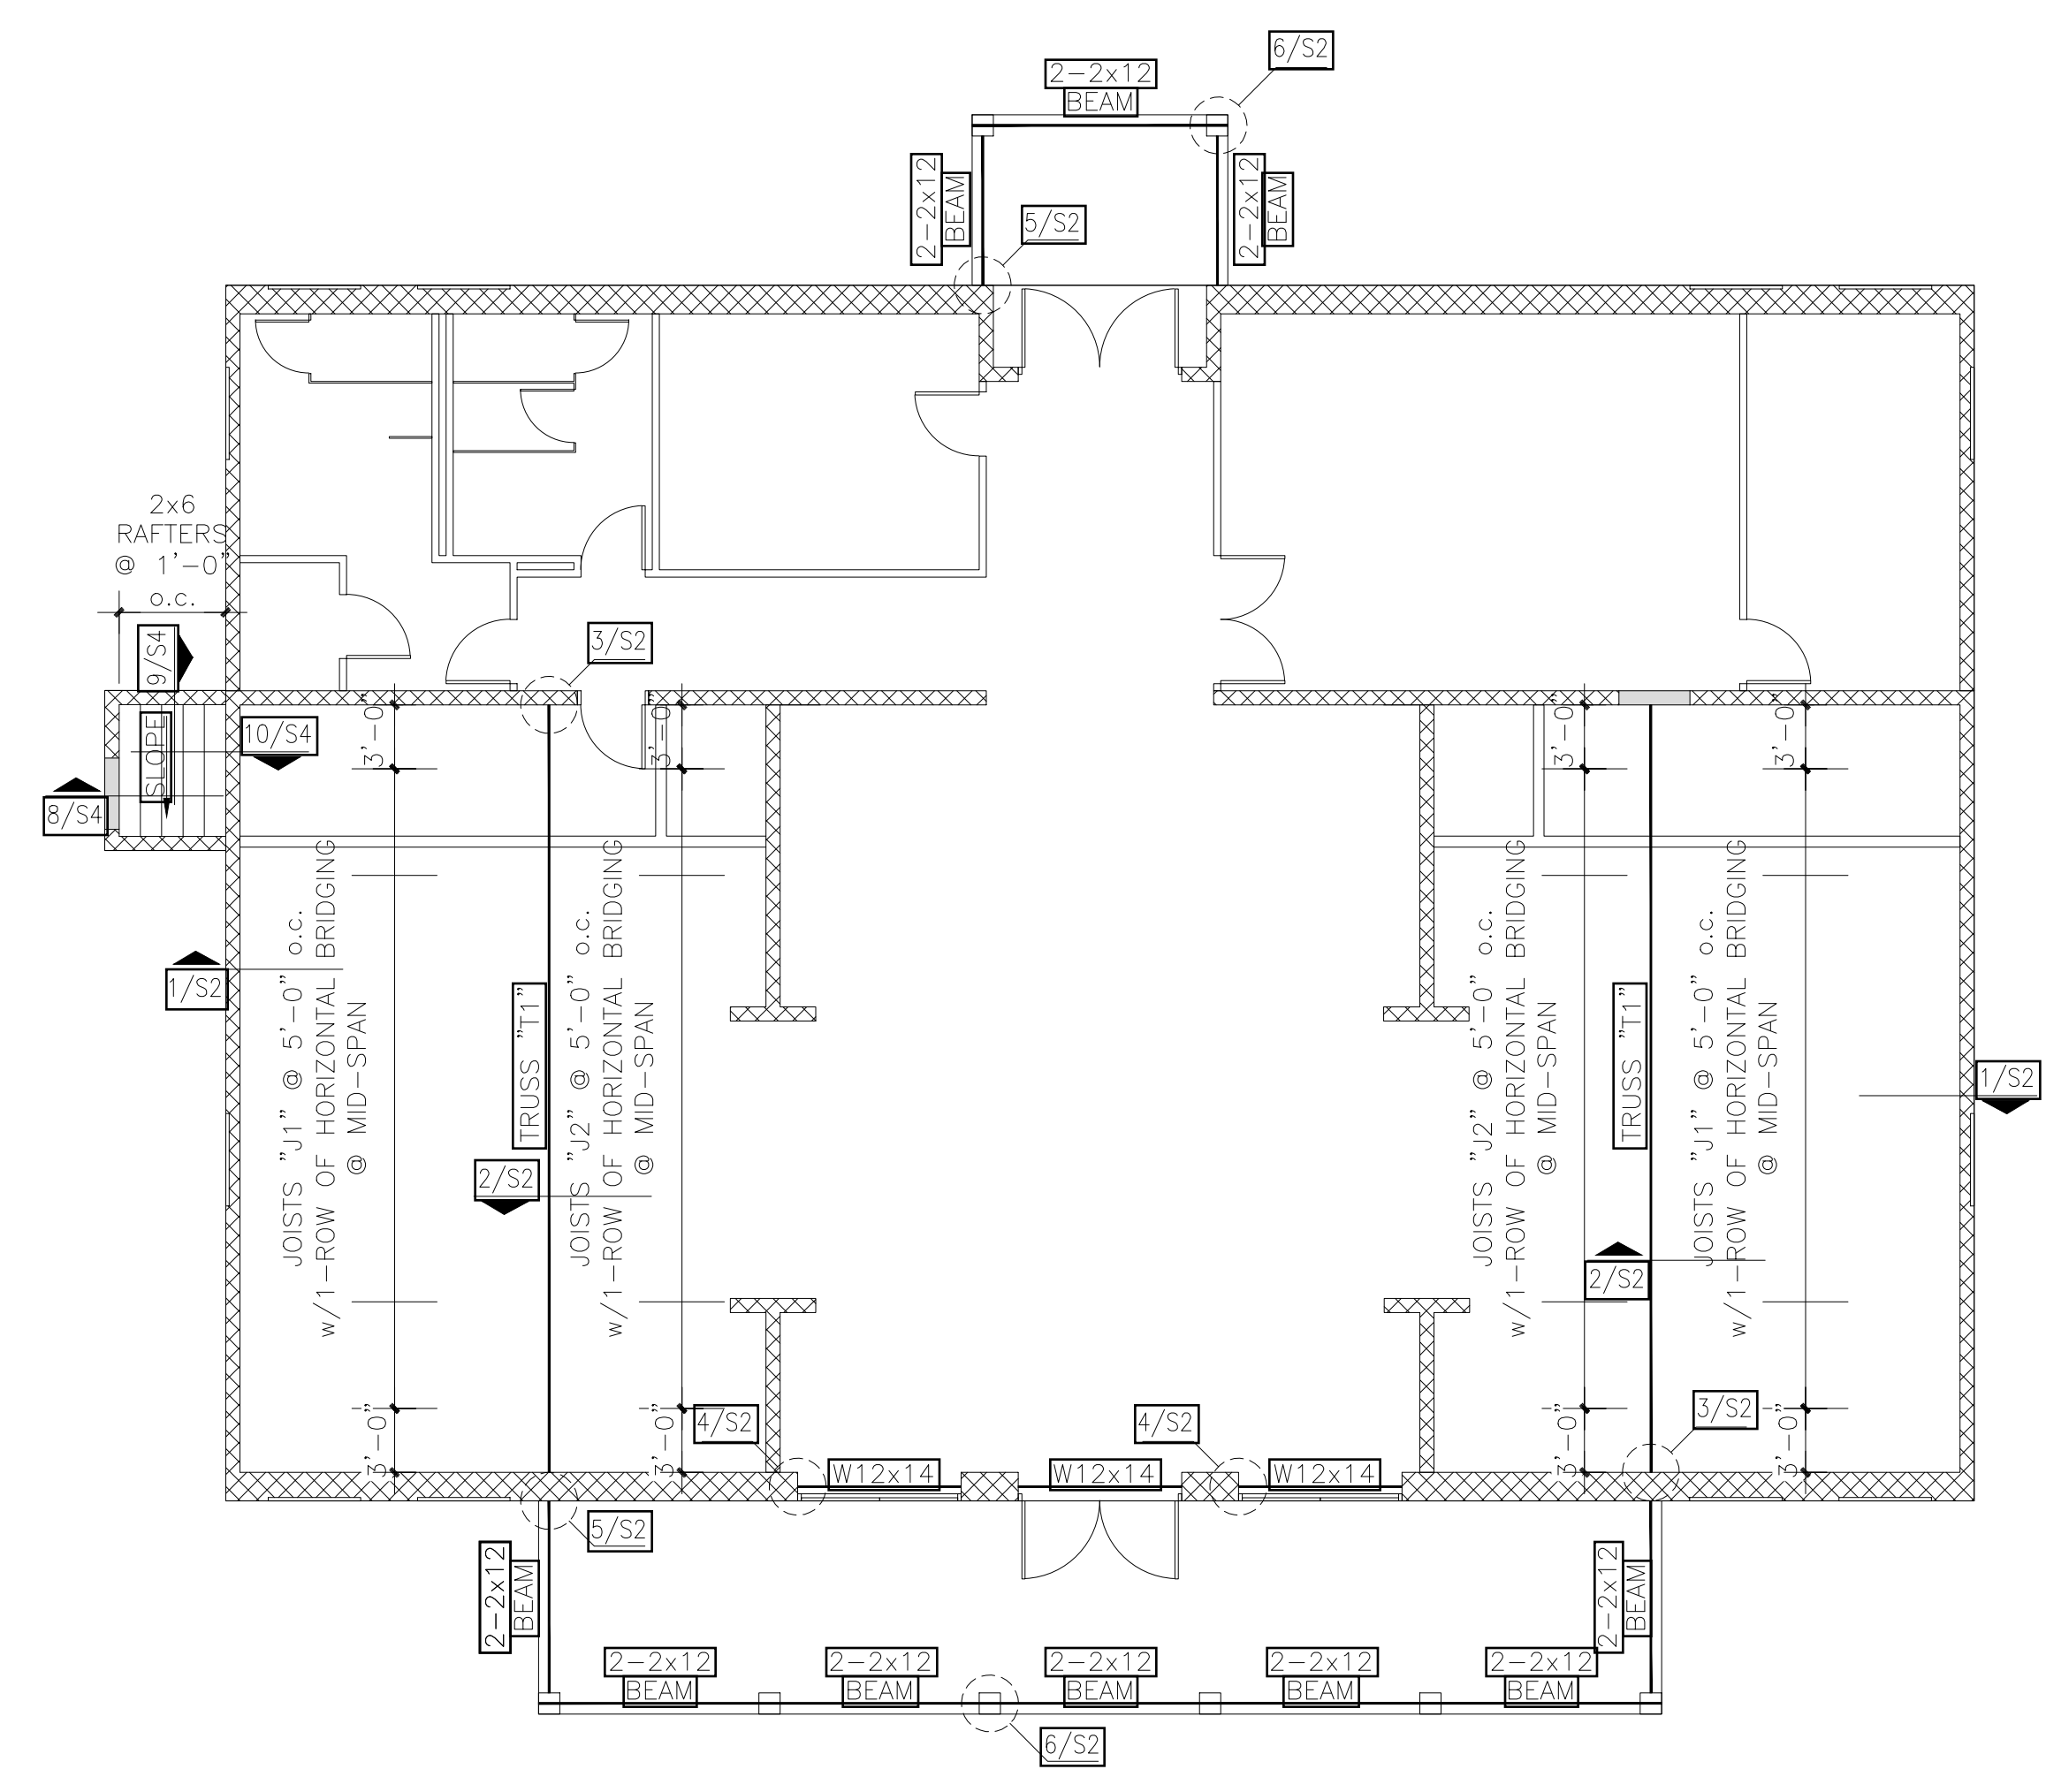 6/S2
2-2x12
BEAM
2-2x12
BEAM
2-2x12
BEAM
5/S2
2x6
RAFTERS
@ 1'-0"
o.c.
9/S4
3/S2
SLOPE
10/S4
8/S4
3'-0"
3'-0"
3'-0"
3'-0"
1/S2
JOISTS "J1" @ 5'-0" o.c.
w/1-ROW OF HORIZONTAL BRIDGING
@ MID-SPAN
TRUSS "T1"
JOISTS "J2" @ 5'-0" o.c.
w/1-ROW OF HORIZONTAL BRIDGING
@ MID-SPAN
2/S2
JOISTS "J2" @ 5'-0" o.c.
w/1-ROW OF HORIZONTAL BRIDGING
@ MID-SPAN
TRUSS "T1"
JOISTS "J1" @ 5'-0" o.c.
w/1-ROW OF HORIZONTAL BRIDGING
@ MID-SPAN
1/S2
2/S2
3'-0"
3'-0"
4/S2
4/S2
3'-0"
3/S2
3'-0"
W12x14
W12x14
W12x14
5/S2
2-2x12
BEAM
2-2x12
BEAM
2-2x12
BEAM
2-2x12
BEAM
2-2x12
BEAM
2-2x12
BEAM
2-2x12
BEAM
6/S2